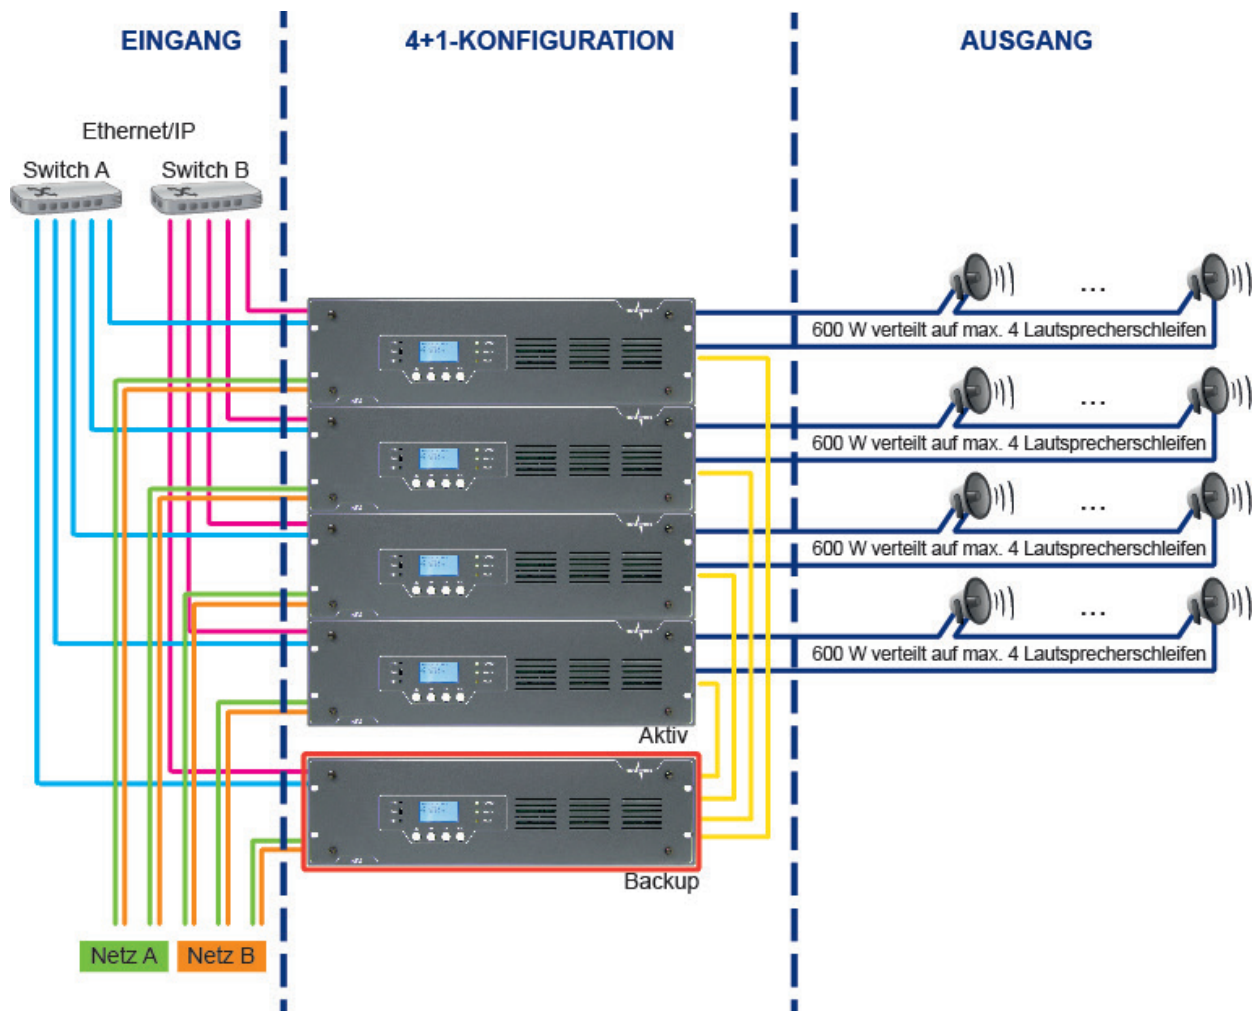 EINGANG
4+1-KONFIGURATION
AUSGANG
Ethernet/IP
Switch A
Switch B
600 W verteilt auf max. 4 Lautsprecherschleifen
600 W verteilt auf max. 4 Lautsprecherschleifen
600 W verteilt auf max. 4 Lautsprecherschleifen
600 W verteilt auf max. 4 Lautsprecherschleifen
...
...
...
...
Aktiv
Backup
Netz A
Netz B